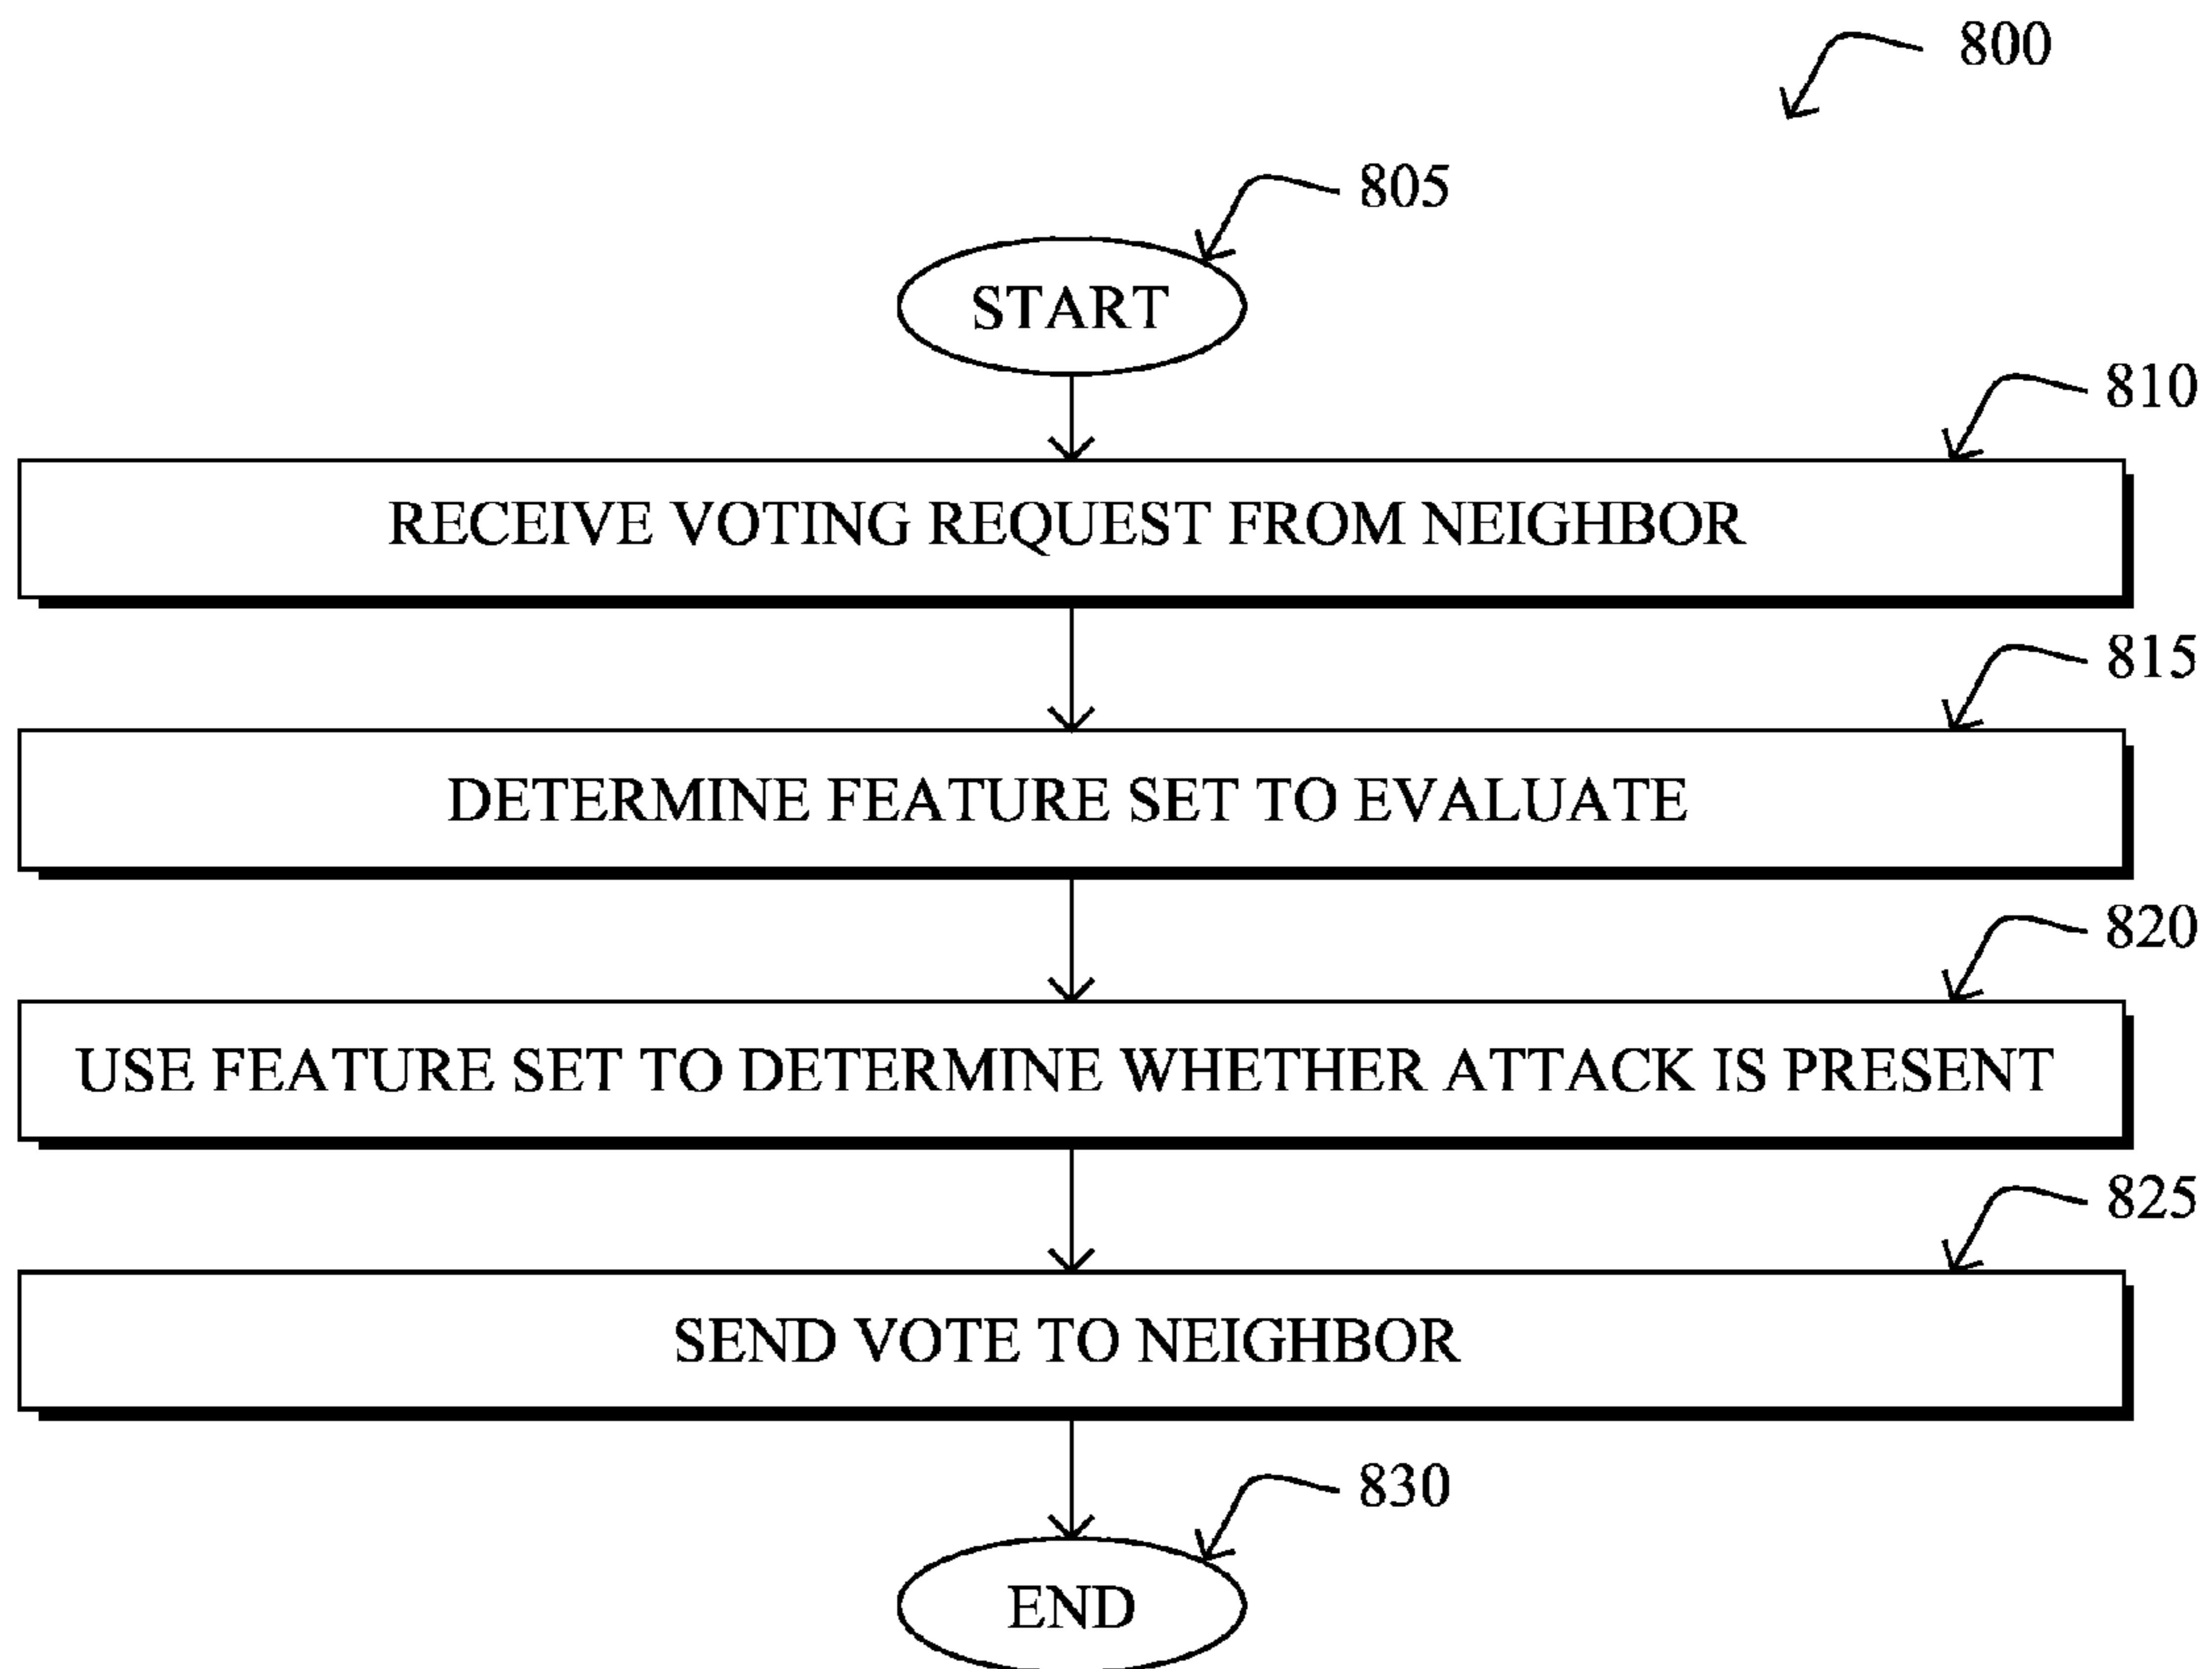 800
805
START
810
RECEIVE VOTING REQUEST FROM NEIGHBOR
815
DETERMINE FEATURE SET TO EVALUATE
820
USE FEATURE SET TO DETERMINE WHETHER ATTACK IS PRESENT
825
SEND VOTE TO NEIGHBOR
830
END